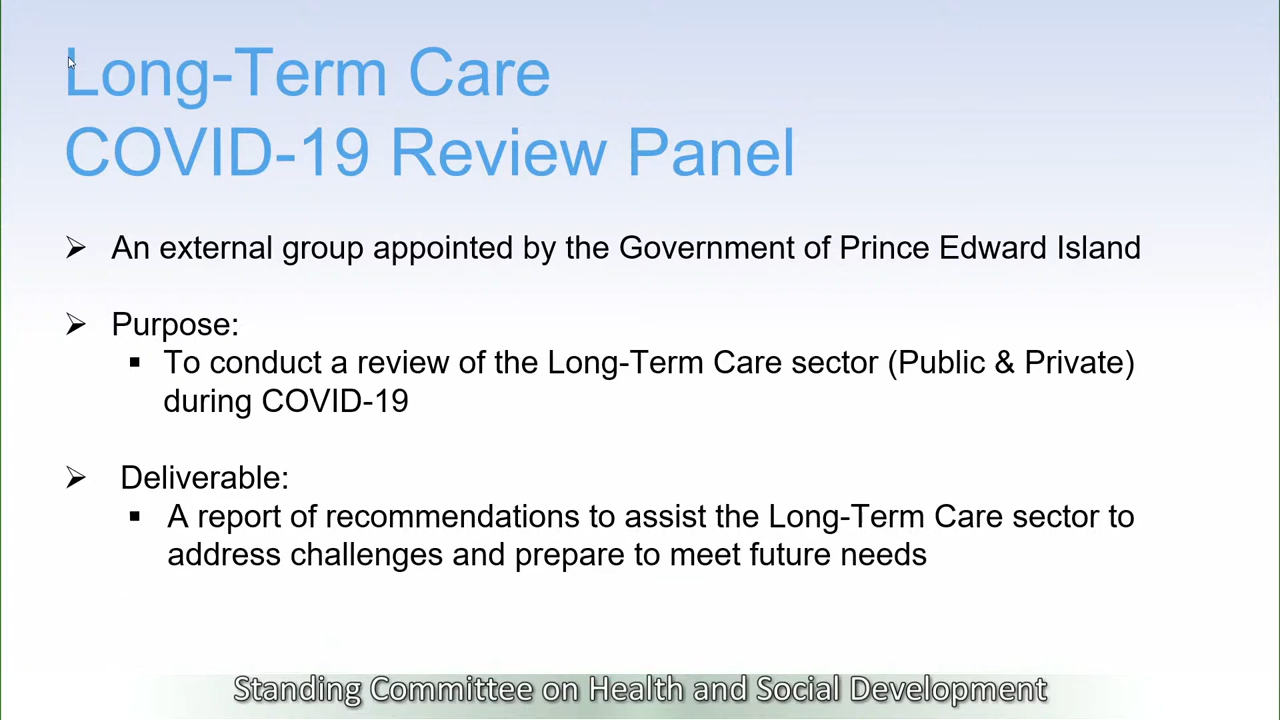 Long-Term Care
COVID-19 Review Panel
➢ An external group appointed by the Government of Prince Edward Island
➢ Purpose:
▪ To conduct a review of the Long-Term Care sector (Public & Private)
during COVID-19
➢ Deliverable:
▪ A report of recommendations to assist the Long-Term Care sector to
address challenges and prepare to meet future needs
Standing Committee on Health and Social Development